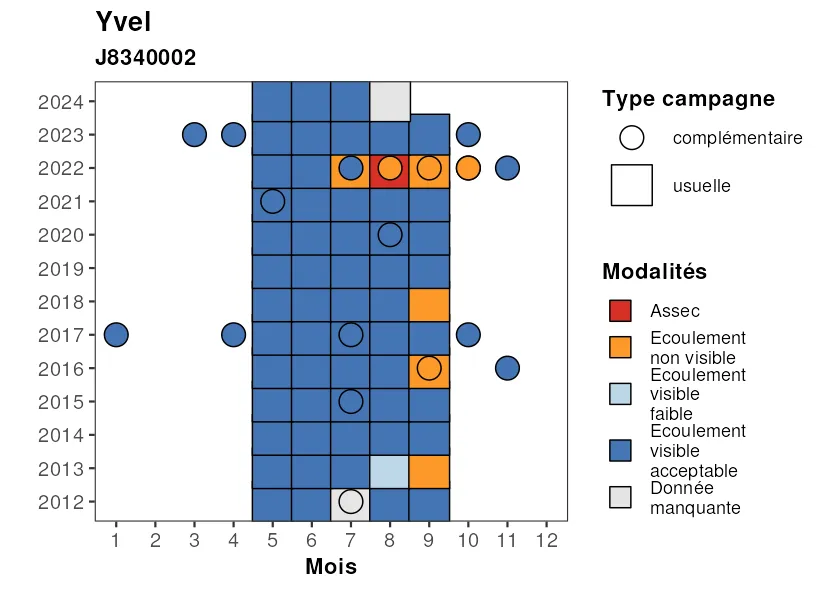 Yvel
J8340002
2024
2023
2022
2021
2020
2019
2018
2017
2016
2015
2014
2013
2012
1 2 3 4 5 6 7 8 9 10 11 12
Mois
Type campagne
complémentaire
usuelle
Modalités
Assec
Ecoulement
non visible
Ecoulement
visible
faible
Ecoulement
visible
acceptable
Donnée
manquante